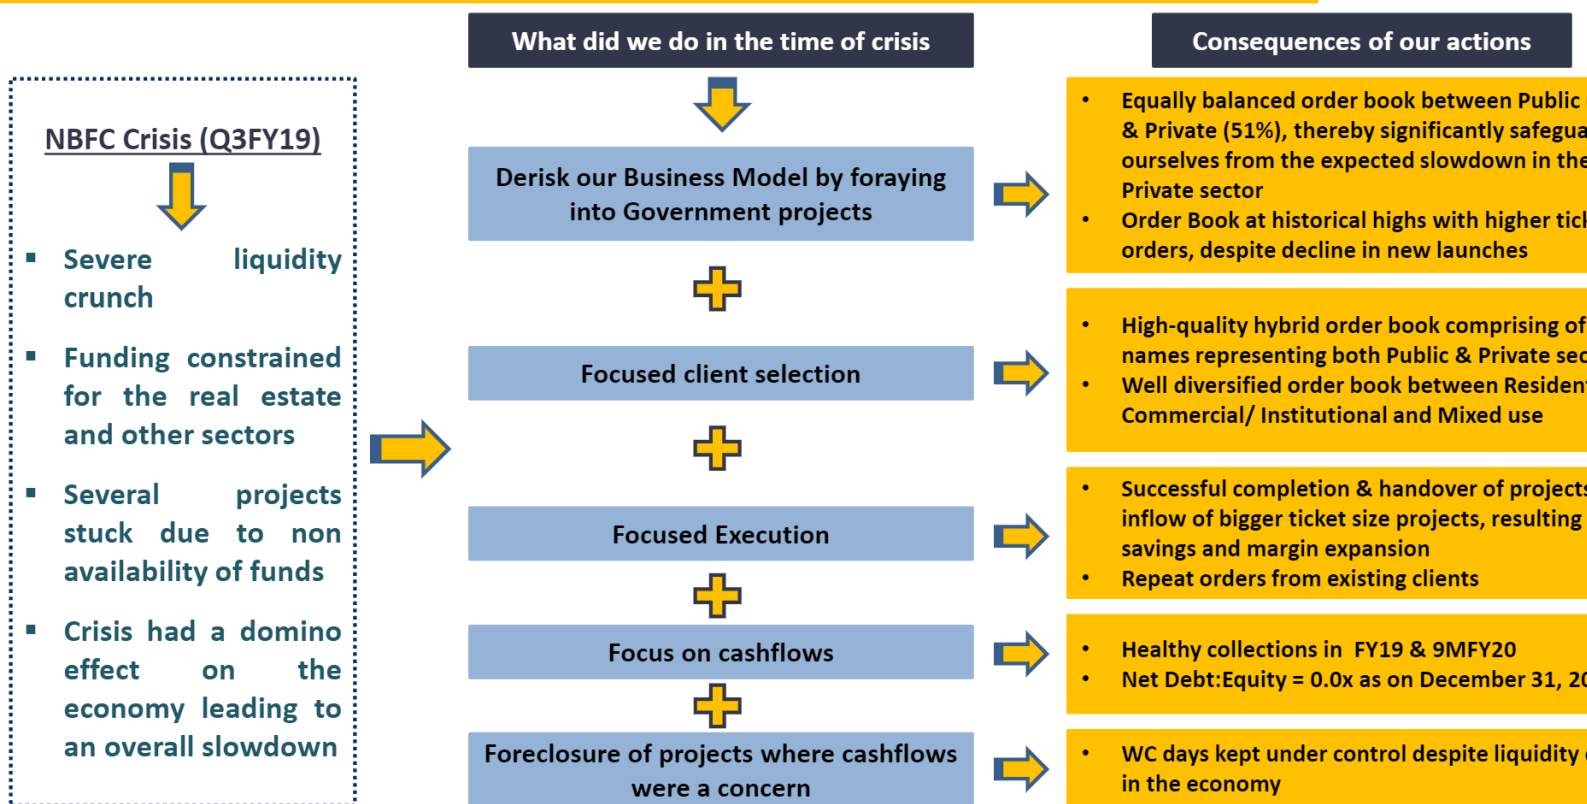 What did we do in the time of crisis
Consequences of our actions
NBFC Crisis (Q3FY19)
▪ Severe liquidity
crunch
▪ Funding constrained
for the real estate
and other sectors
▪ Several projects
stuck due to non
availability of funds
▪ Crisis had a domino
effect on the
economy leading to
an overall slowdown
Derisk our Business Model by foraying
into Government projects
Focused client selection
Focused Execution
Focus on cashflows
Foreclosure of projects where cashflows
were a concern
• Equally balanced order book between Public
& Private (51%), thereby significantly
ourselves from the expected slowdown in the
Private sector
• Order Book at historical highs with higher
orders, despite decline in new launches
• High-quality hybrid order book comprising of
names representing both Public & Private
• Well diversified order book between
Commercial/ Institutional and Mixed use
• Successful completion & handover of projects
inflow of bigger ticket size projects, resulting
savings and margin expansion
• Repeat orders from existing clients
• Healthy collections in FY19 & 9MFY20
• Net Debt:Equity = 0.0x as on December 31,
• WC days kept under control despite liquidity
in the economy